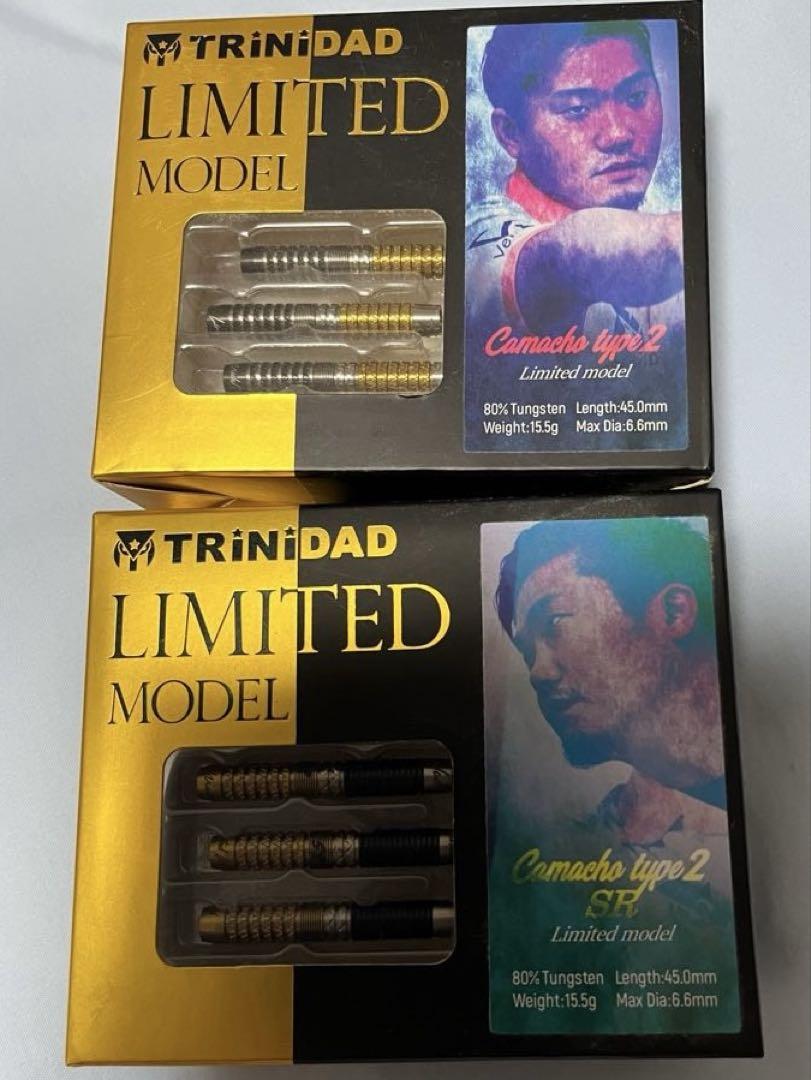 TRiNiDAD
LIMITED
MODEL
Ver.1
Camacho type 2
Limited model
80% Tungsten Length:45.0mm
Weight:15.5g Max Dia:6.6mm
TRiNiDAD
LIMITED
MODEL
Camacho type 2
SR
Limited model
80% Tungsten Length:45.0mm
Weight:15.5g Max Dia:6.6mm